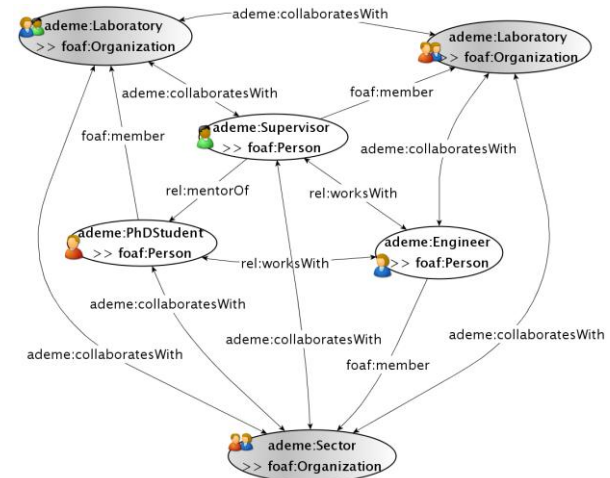 ademe:collaboratesWith
ademe:Laboratory
>> foaf:Organization
ademe:Laboratory
>> foaf:Organization
ademe:collaboratesWith
foaf:member
foaf:member
ademe:Supervisor
>> foaf:Person
ademe:collaboratesWith
rel:mentorOf
rel:worksWith
ademe:PhDStudent
>> foaf:Person
ademe:Engineer
>> foaf:Person
rel:worksWith
ademe:collaboratesWith
ademe:collaboratesWith
ademe:collaboratesWith
ademe:collaboratesWith
foaf:member
ademe:Sector
>> foaf:Organization